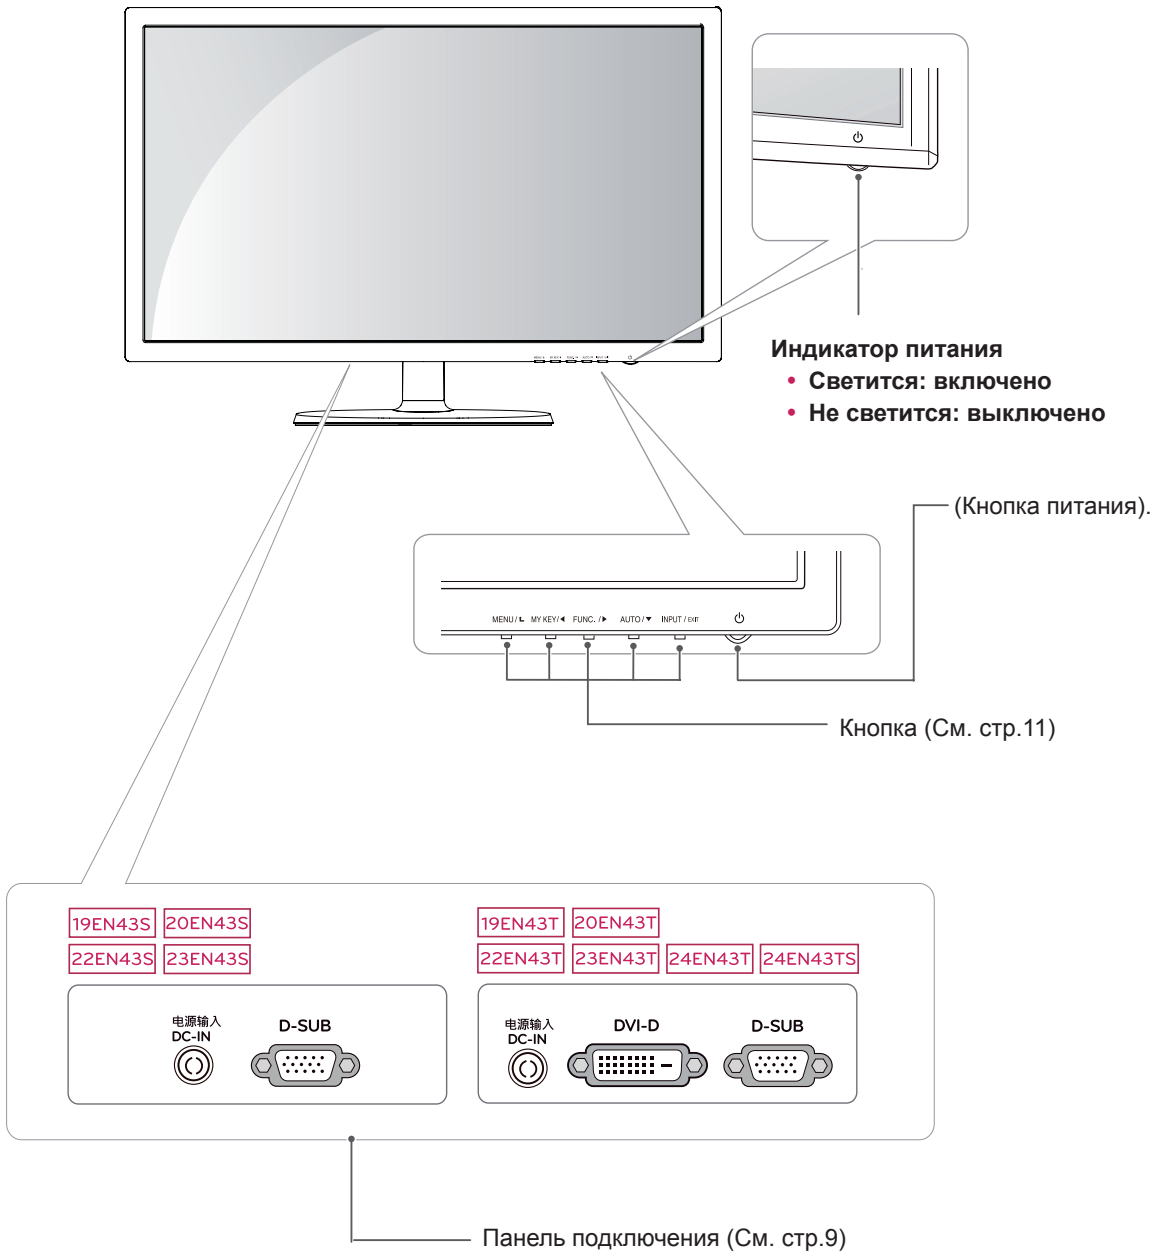 Индикатор питания
• Светится: включено
• Не светится: выключено
(Кнопка питания).
MENU / MY KEY/◀ FUNC. /▶ AUTO/▼ INPUT / EXIT
Кнопка (См. стр.11)
19EN43S 20EN43S
22EN43S 23EN43S
19EN43T 20EN43T
22EN43T 23EN43T 24EN43T 24EN43TS
电源输入
DC-IN
D-SUB
电源输入
DC-IN
DVI-D
D-SUB
Панель подключения (См. стр.9)